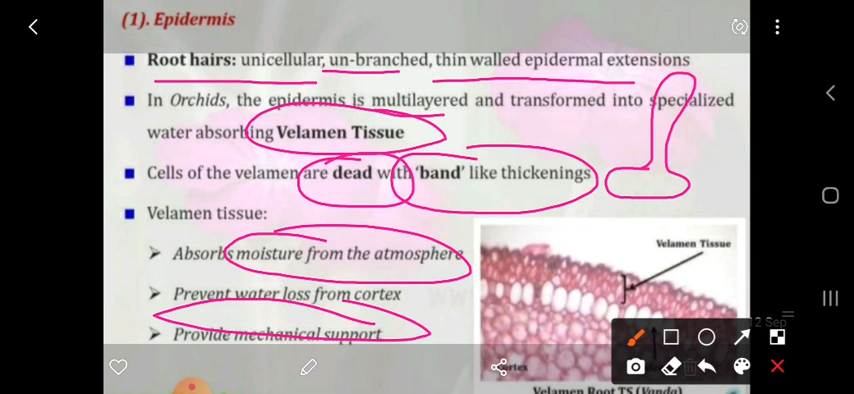 (1). Epidermis
Root hairs: unicellular, un-branched, thin walled epidermal extensions
In Orchids, the epidermis is multilayered and transformed into specialized
water absorbing Velamen Tissue
Cells of the velamen are dead with 'band' like thickenings
Velamen tissue:
Absorbs moisture from the atmosphere
Prevent water loss from cortex
Provide mechanical support
Velamen Tissue
12 Sep
Velamen Root TS (Vanda)